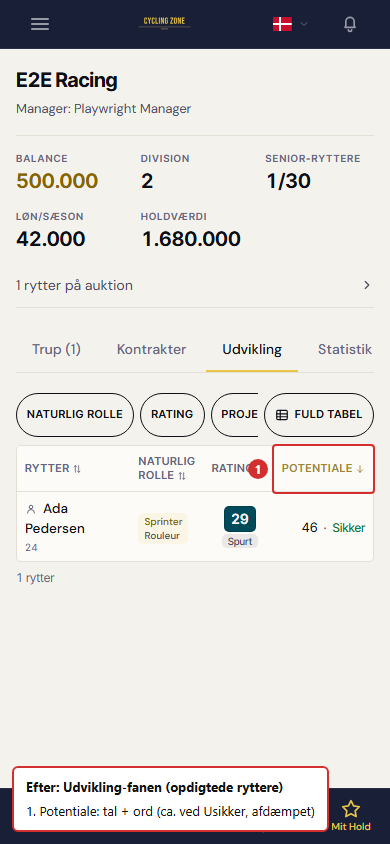 CYCLING ZONE
E2E Racing
Manager: Playwright Manager
BALANCE DIVISION SENIOR-RYTTERE
500.000 2 1/30
LØN/SÆSON HOLDVÆRDI
42.000 1.680.000
1 rytter på auktion
Trup (1) Kontrakter Udvikling Statistik
NATURLIG ROLLE RATING PROJE FULD TABEL
RYTTER ⇅ NATURLIG ROLLE ⇅ RATING 1 POTENTIALE ↓
Ada Pedersen
24
Sprinter
Rouleur
29
Spurt
46 · Sikker
1 rytter
Efter: Udvikling-fanen (opdigtede ryttere)
1. Potentiale: tal + ord (ca. ved Usikker, afdæmpet)
Mit Hold